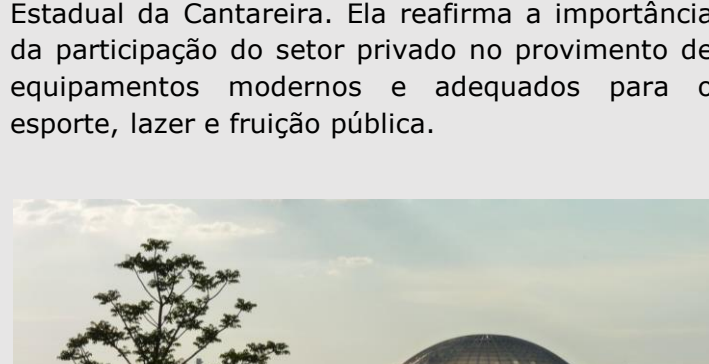 Estadual da Cantareira. Ela reafirma a importância
da participação do setor privado no provimento de
equipamentos modernos e adequados para o
esporte, lazer e fruição pública.